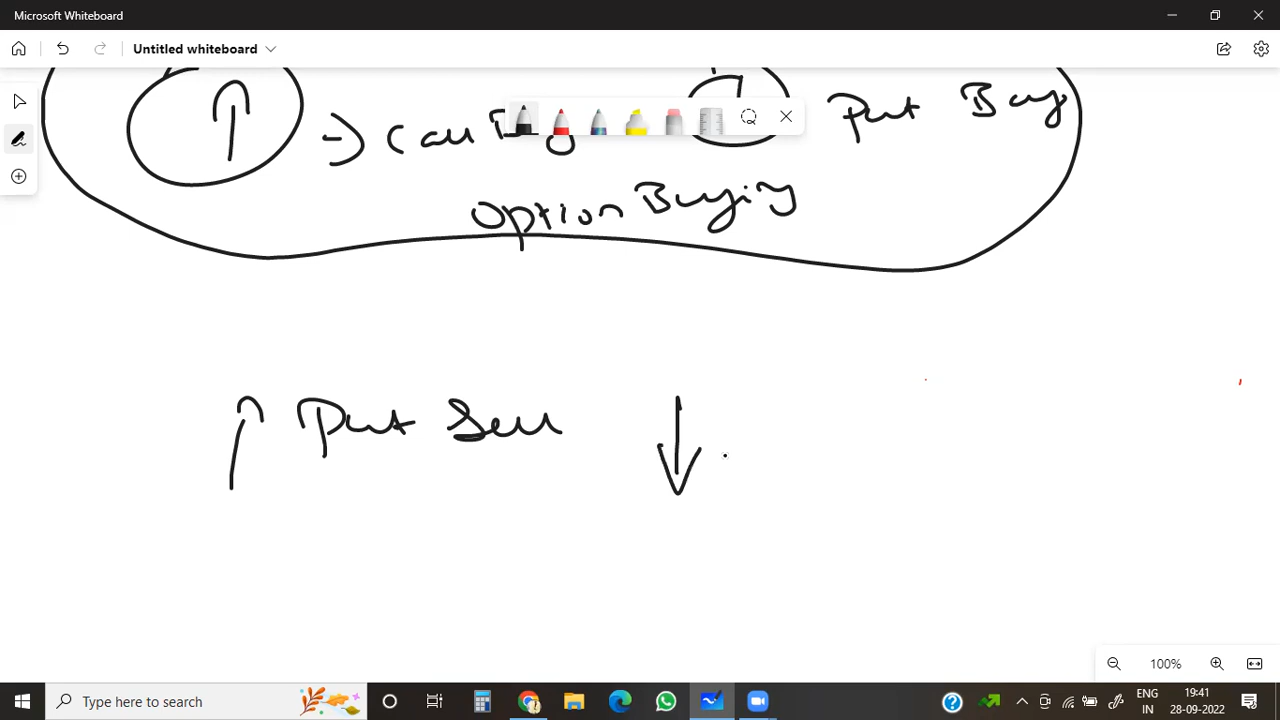 Microsoft Whiteboard
Untitled whiteboard
Put Buy
→ Call B y
Option Buying
↑ Put Sell ↓
100%
Type here to search
ENG 19:41
IN 28-09-2022